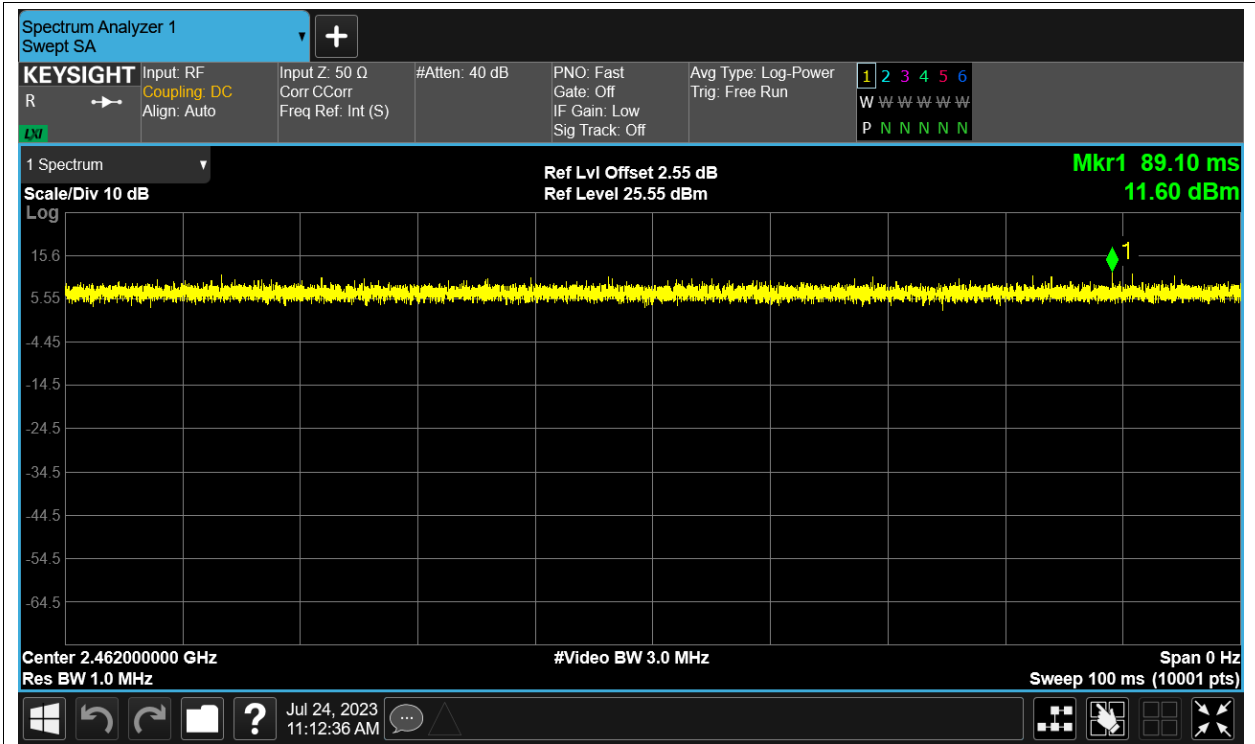 Spectrum Analyzer 1
Swept SA
KEYSIGHT
R
LXI
Input: RF
Coupling: DC
Align: Auto
Input Z: 50 Ω
Corr CCorr
Freq Ref: Int (S)
#Atten: 40 dB
PNO: Fast
Gate: Off
IF Gain: Low
Sig Track: Off
Avg Type: Log-Power
Trig: Free Run
1 2 3 4 5 6
W W W W W W
P N N N N N
1 Spectrum
Scale/Div 10 dB
Log
Ref Lvl Offset 2.55 dB
Ref Level 25.55 dBm
Mkr1 89.10 ms
11.60 dBm
1
15.6
5.55
-4.45
-14.5
-24.5
-34.5
-44.5
-54.5
-64.5
Center 2.462000000 GHz
#Video BW 3.0 MHz
Span 0 Hz
Res BW 1.0 MHz
Sweep 100 ms (10001 pts)
?
Jul 24, 2023
11:12:36 AM